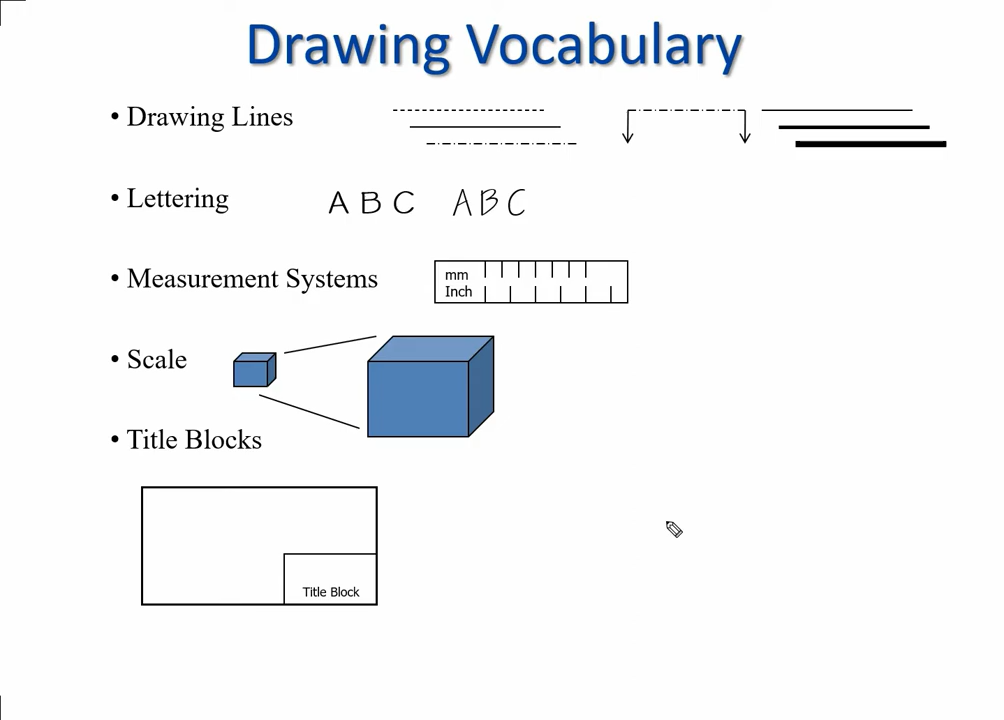 Drawing Vocabulary
• Drawing Lines
• Lettering A B C A B C
• Measurement Systems
mm
Inch
• Scale
• Title Blocks
Title Block